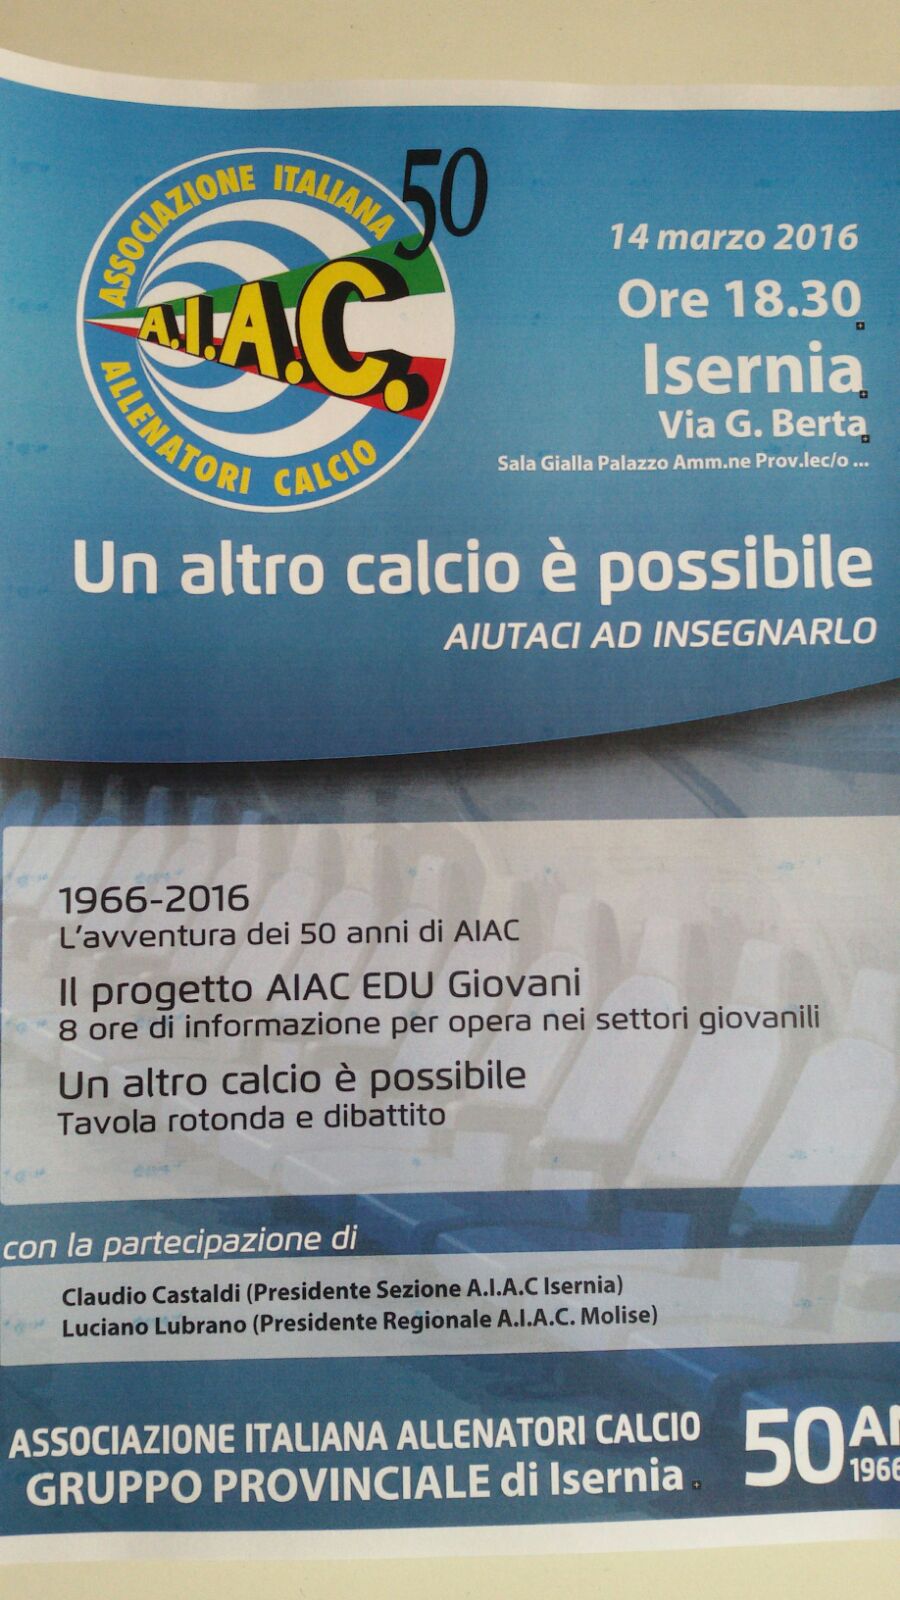 ASSOCIAZIONE ITALIANA
A.I.A.C.
ALLENATORI CALCIO
50
14 marzo 2016
Ore 18.30
Isernia
Via G. Berta
Sala Gialla Palazzo Amm.ne Prov.lec/o ...
Un altro calcio è possibile
AIUTACI AD INSEGNARLO
1966-2016
L'avventura dei 50 anni di AIAC
Il progetto AIAC EDU Giovani
8 ore di informazione per opera nei settori giovanili
Un altro calcio è possibile
Tavola rotonda e dibattito
con la partecipazione di
Claudio Castaldi (Presidente Sezione A.I.A.C Isernia)
Luciano Lubrano (Presidente Regionale A.I.A.C. Molise)
ASSOCIAZIONE ITALIANA ALLENATORI CALCIO
GRUPPO PROVINCIALE di Isernia
50
1966